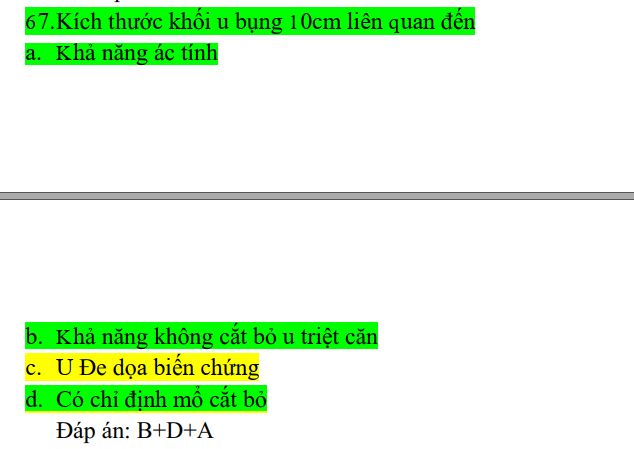 67.Kích thước khối u bụng 10cm liên quan đến
a. Khả năng ác tính
b. Khả năng không cắt bỏ u triệt căn
c. U Đe dọa biến chứng
d. Có chỉ định mổ cắt bỏ
Đáp án: B+D+A